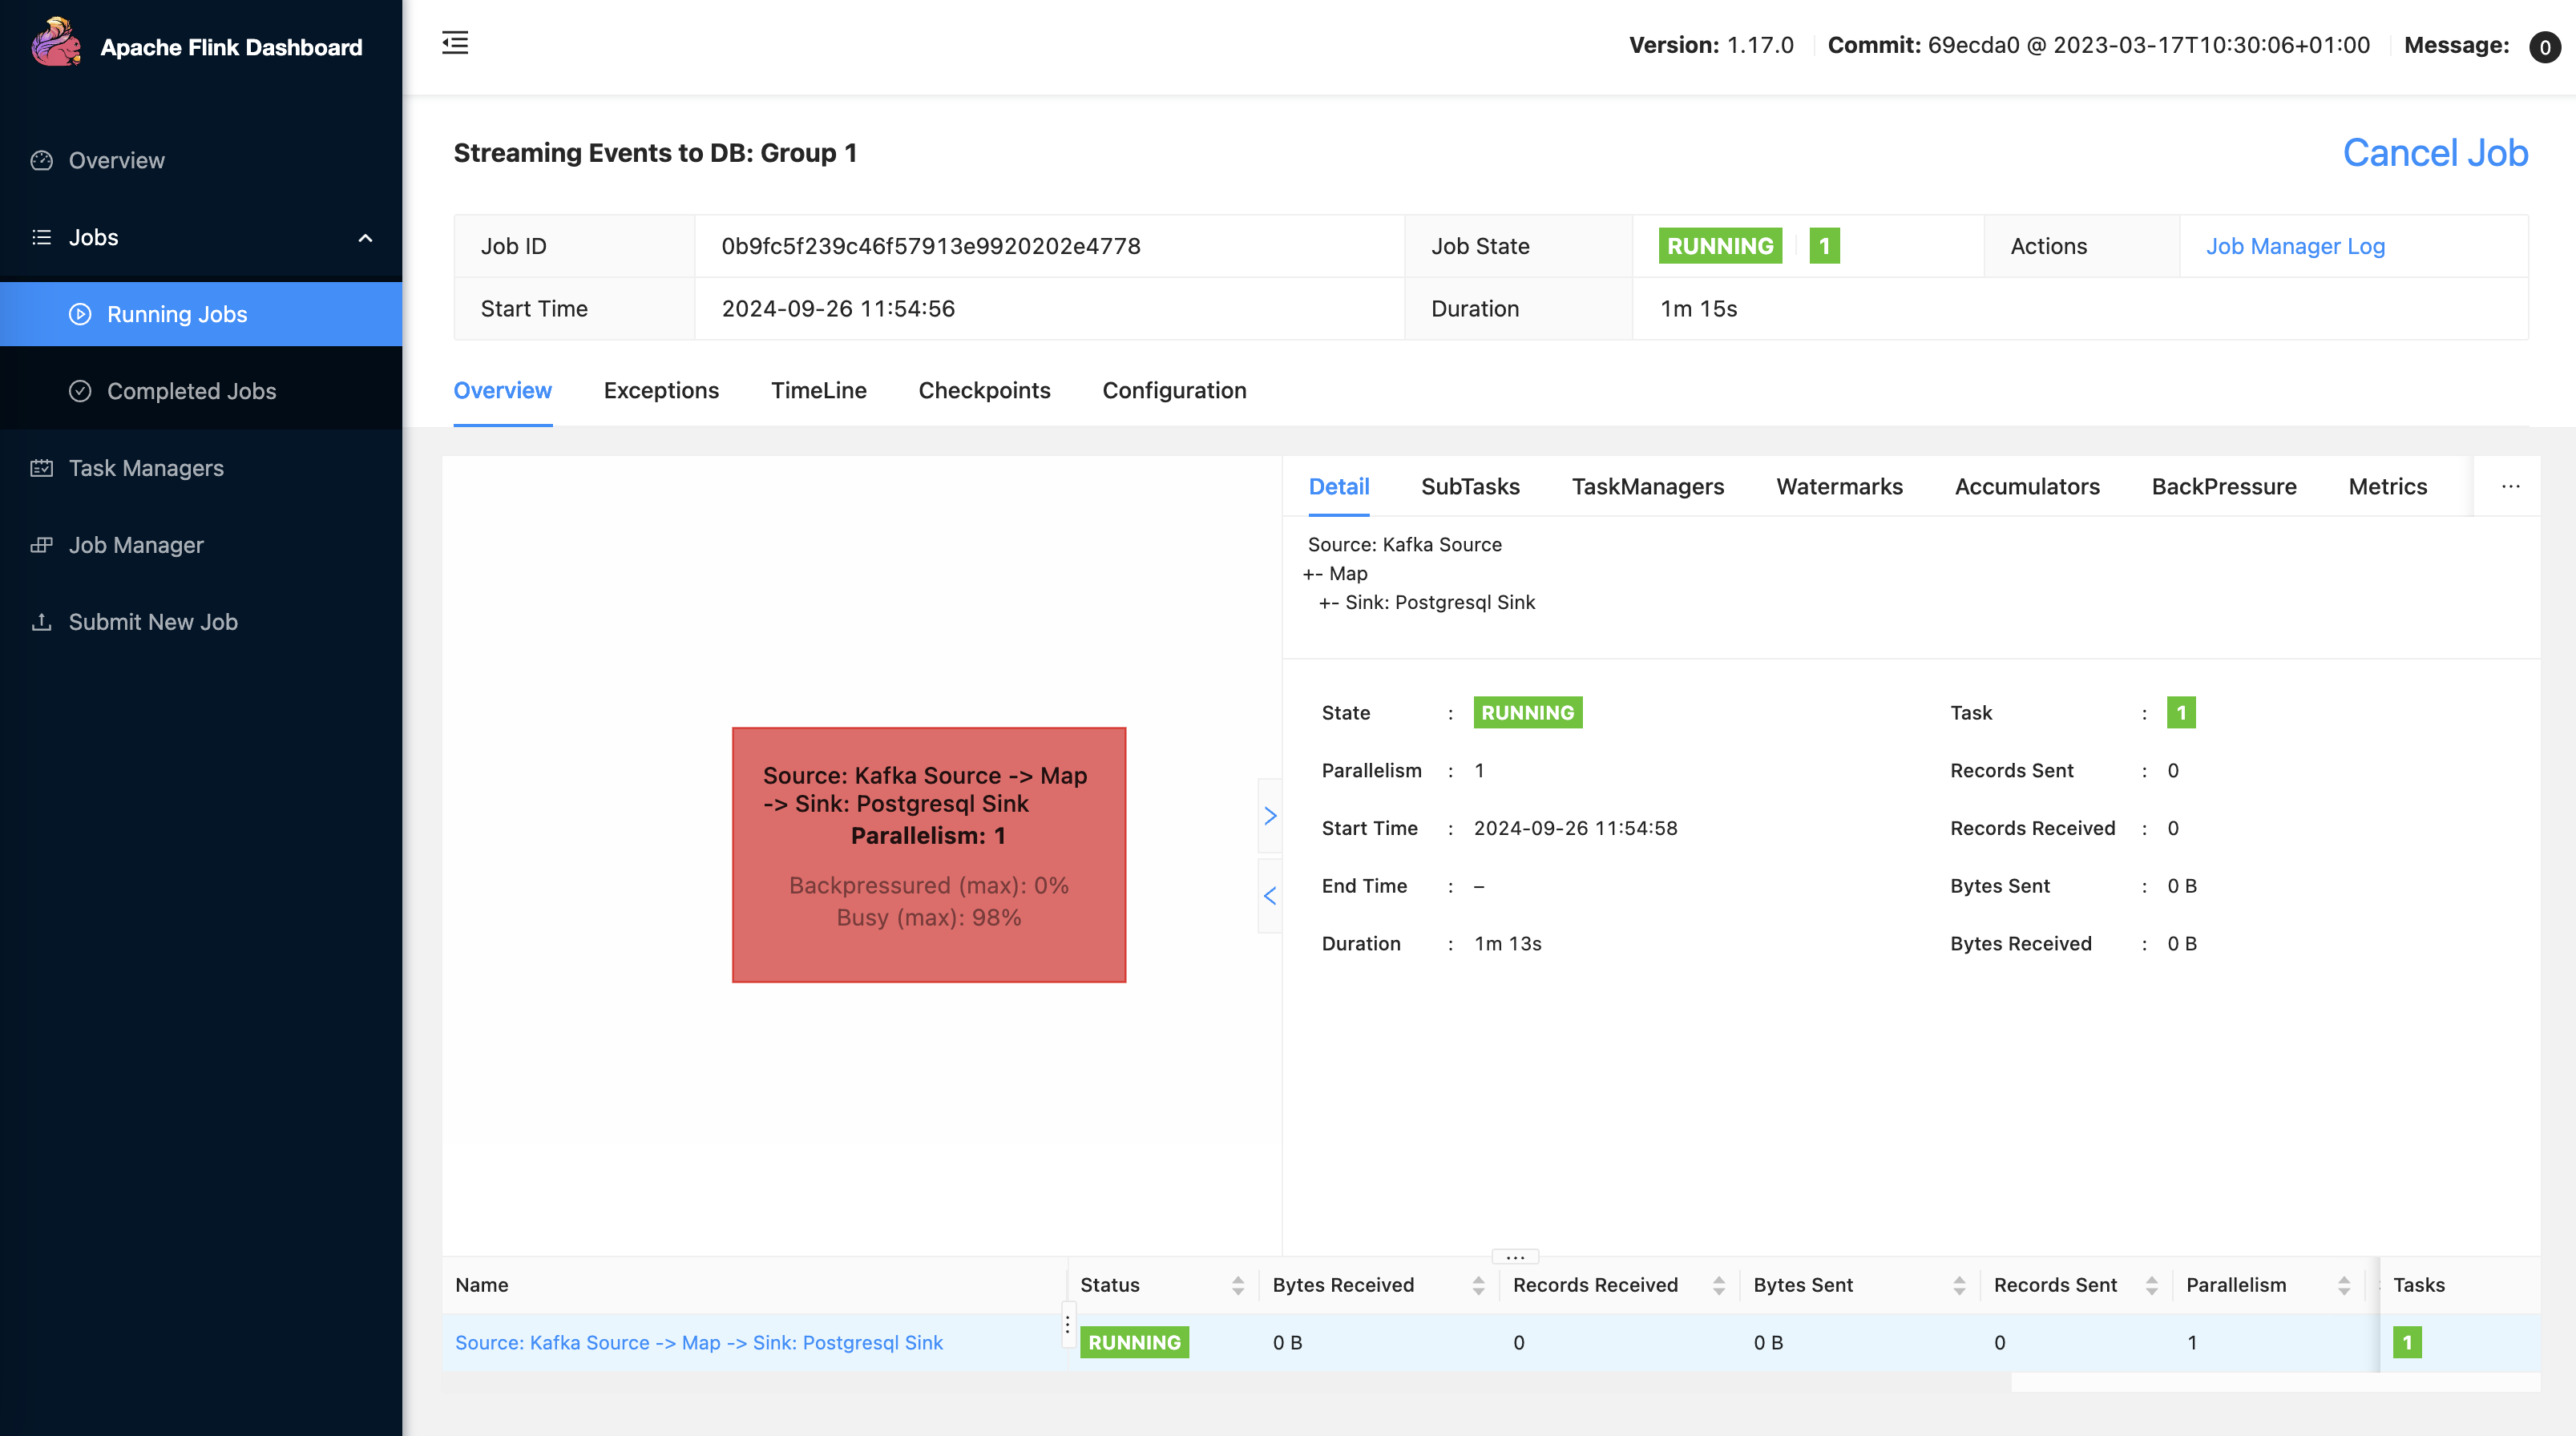 Apache Flink Dashboard
Version: 1.17.0 Commit: 69ecda0 @ 2023-03-17T10:30:06+01:00 Message: 0
Overview
Jobs
Running Jobs
Completed Jobs
Task Managers
Job Manager
Submit New Job
Streaming Events to DB: Group 1
Cancel Job
Job ID 0b9fc5f239c46f57913e9920202e4778 Job State RUNNING 1 Actions Job Manager Log
Start Time 2024-09-26 11:54:56 Duration 1m 15s
Overview Exceptions TimeLine Checkpoints Configuration
Source: Kafka Source -> Map
-> Sink: Postgresql Sink
Parallelism: 1
Backpressured (max): 0%
Busy (max): 98%
Detail SubTasks TaskManagers Watermarks Accumulators BackPressure Metrics ···
Source: Kafka Source
+- Map
+- Sink: Postgresql Sink
State : RUNNING Task : 1
Parallelism : 1 Records Sent : 0
Start Time : 2024-09-26 11:54:58 Records Received : 0
End Time : – Bytes Sent : 0 B
Duration : 1m 13s Bytes Received : 0 B
Name Status Bytes Received Records Received Bytes Sent Records Sent Parallelism Tasks
Source: Kafka Source -> Map -> Sink: Postgresql Sink RUNNING 0 B 0 0 B 0 1 1